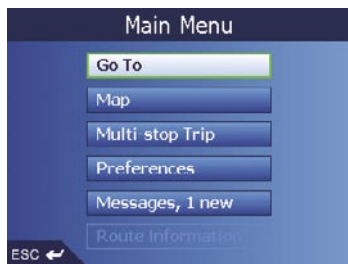 Main Menu
Go To
Map
Multi stop Trip
Preferences
Messages, 1 new
Route Information
ESC